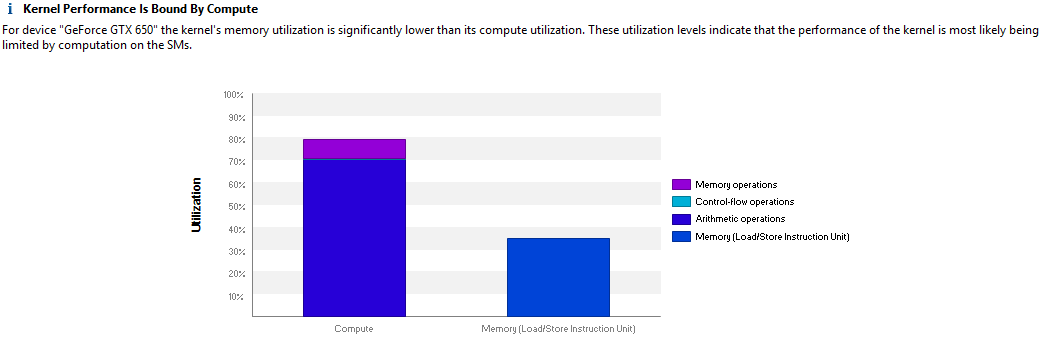 i Kernel Performance Is Bound By Compute
For device "GeForce GTX 650" the kernel's memory utilization is significantly lower than its compute utilization. These utilization levels indicate that the performance of the kernel is most likely being
limited by computation on the SMs.
100%
90%
80%
70%
60%
50%
40%
30%
20%
10%
Utilization
Compute
Memory (Load/Store Instruction Unit)
Memory operations
Control-flow operations
Arithmetic operations
Memory (Load/Store Instruction Unit)